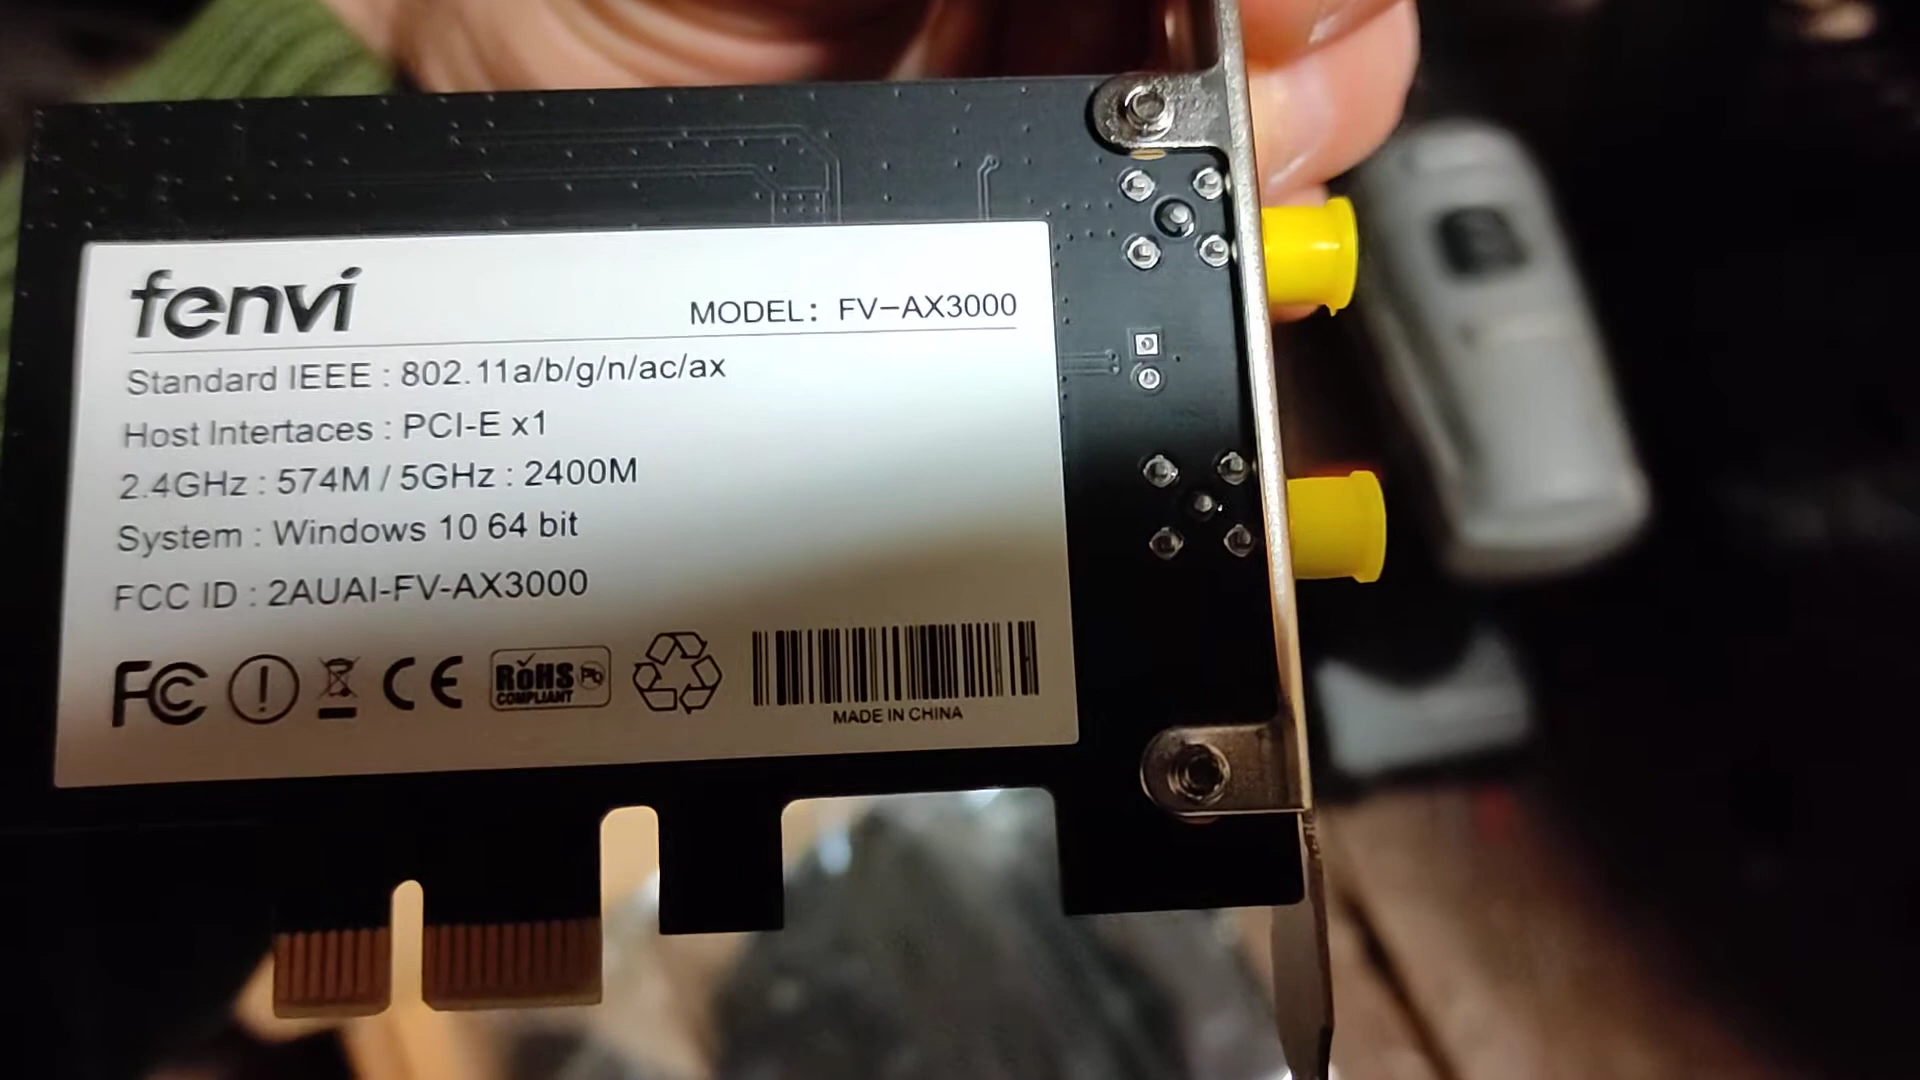 fenvi
MODEL: FV-AX3000
Standard IEEE : 802.11a/b/g/n/ac/ax
Host Intertaces : PCI-E x1
2.4GHz : 574M / 5GHz : 2400M
System : Windows 10 64 bit
FCC ID : 2AUAI-FV-AX3000
FC CE RoHS Pb
COMPLIANT
MADE IN CHINA